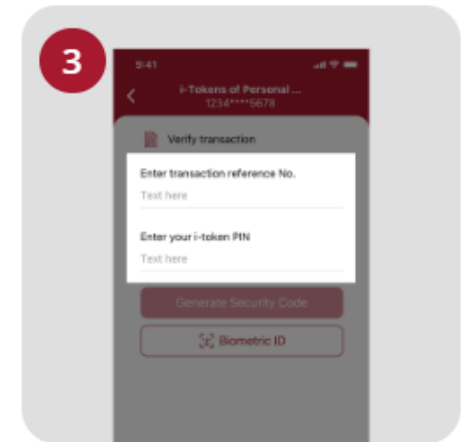 3
9:41
i-Tokens of Personal ...
1234****5678
Verify transaction
Enter transaction reference No.
Text here
Enter your i-token PIN
Text here
Generate Security Code
Biometric ID